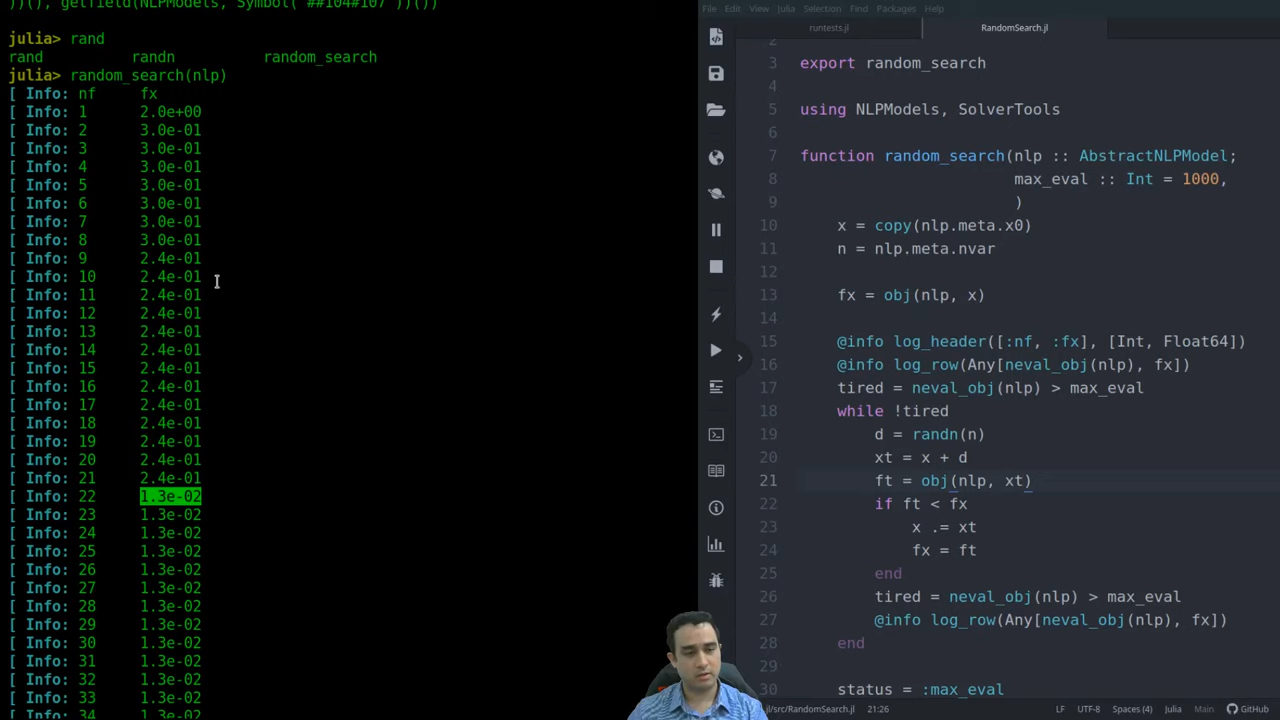 ))(), getfield(NLPModels, Symbol("##104#107"))())
julia> rand
rand randn random_search
julia> random_search(nlp)
[ Info: nf fx
[ Info: 1 2.0e+00
[ Info: 2 3.0e-01
[ Info: 3 3.0e-01
[ Info: 4 3.0e-01
[ Info: 5 3.0e-01
[ Info: 6 3.0e-01
[ Info: 7 3.0e-01
[ Info: 8 3.0e-01
[ Info: 9 2.4e-01
[ Info: 10 2.4e-01
[ Info: 11 2.4e-01
[ Info: 12 2.4e-01
[ Info: 13 2.4e-01
[ Info: 14 2.4e-01
[ Info: 15 2.4e-01
[ Info: 16 2.4e-01
[ Info: 17 2.4e-01
[ Info: 18 2.4e-01
[ Info: 19 2.4e-01
[ Info: 20 2.4e-01
[ Info: 21 2.4e-01
[ Info: 22 1.3e-02
[ Info: 23 1.3e-02
[ Info: 24 1.3e-02
[ Info: 25 1.3e-02
[ Info: 26 1.3e-02
[ Info: 27 1.3e-02
[ Info: 28 1.3e-02
[ Info: 29 1.3e-02
[ Info: 30 1.3e-02
[ Info: 31 1.3e-02
[ Info: 32 1.3e-02
[ Info: 33 1.3e-02
[ Info: 34 1.3e-02
File Edit View Julia Selection Find Packages Help
runtests.jl RandomSearch.jl
2
3 export random_search
4
5 using NLPModels, SolverTools
6
7 function random_search(nlp :: AbstractNLPModel;
8 max_eval :: Int = 1000,
9 )
10 x = copy(nlp.meta.x0)
11 n = nlp.meta.nvar
12
13 fx = obj(nlp, x)
14
15 @info log_header([:nf, :fx], [Int, Float64])
16 @info log_row(Any[neval_obj(nlp), fx])
17 tired = neval_obj(nlp) > max_eval
18 while !tired
19 d = randn(n)
20 xt = x + d
21 ft = obj(nlp, xt)
22 if ft < fx
23 x .= xt
24 fx = ft
25 end
26 tired = neval_obj(nlp) > max_eval
27 @info log_row(Any[neval_obj(nlp), fx])
28 end
29
30 status = :max_eval
.jl/src/RandomSearch.jl 21:26 LF UTF-8 Spaces (4) Julia Main GitHub